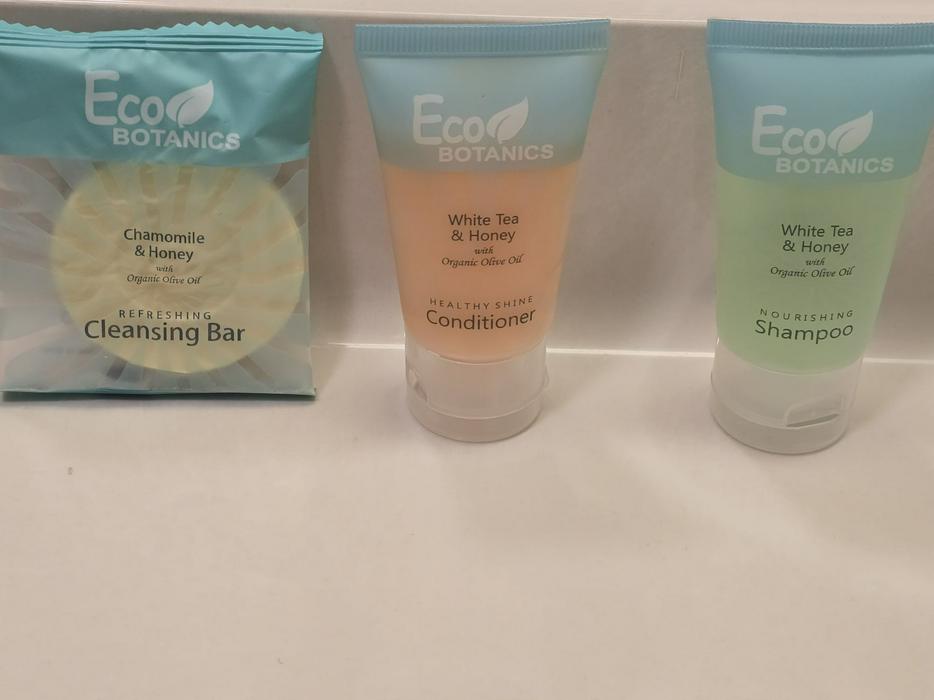 Eco
BOTANICS
Chamomile
& Honey
with
Organic Olive Oil
REFRESHING
Cleansing Bar
Eco
BOTANICS
White Tea
& Honey
with
Organic Olive Oil
HEALTHY SHINE
Conditioner
Eco
BOTANICS
White Tea
& Honey
with
Organic Olive Oil
NOURISHING
Shampoo